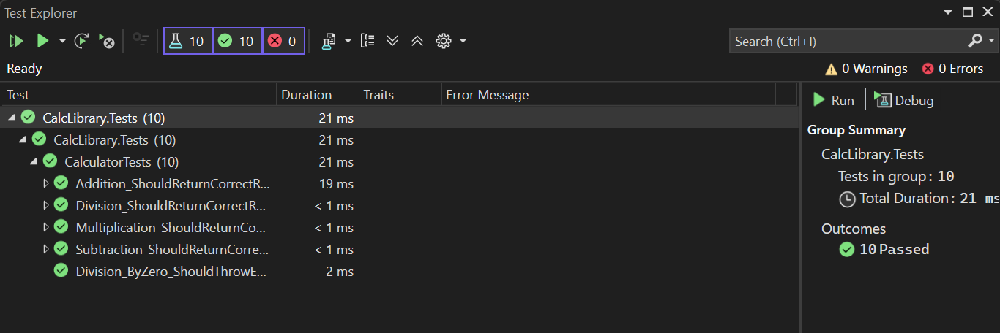 Test Explorer
10 10 0
Search (Ctrl+I)
Ready
0 Warnings 0 Errors
Test Duration Traits Error Message
Run Debug
CalcLibrary.Tests (10) 21 ms
CalcLibrary.Tests (10) 21 ms
CalculatorTests (10) 21 ms
Addition_ShouldReturnCorrectR... 19 ms
Division_ShouldReturnCorrectR... < 1 ms
Multiplication_ShouldReturnCo... < 1 ms
Subtraction_ShouldReturnCorre... < 1 ms
Division_ByZero_ShouldThrowE... 2 ms
Group Summary
CalcLibrary.Tests
Tests in group: 10
Total Duration: 21 ms
Outcomes
10 Passed